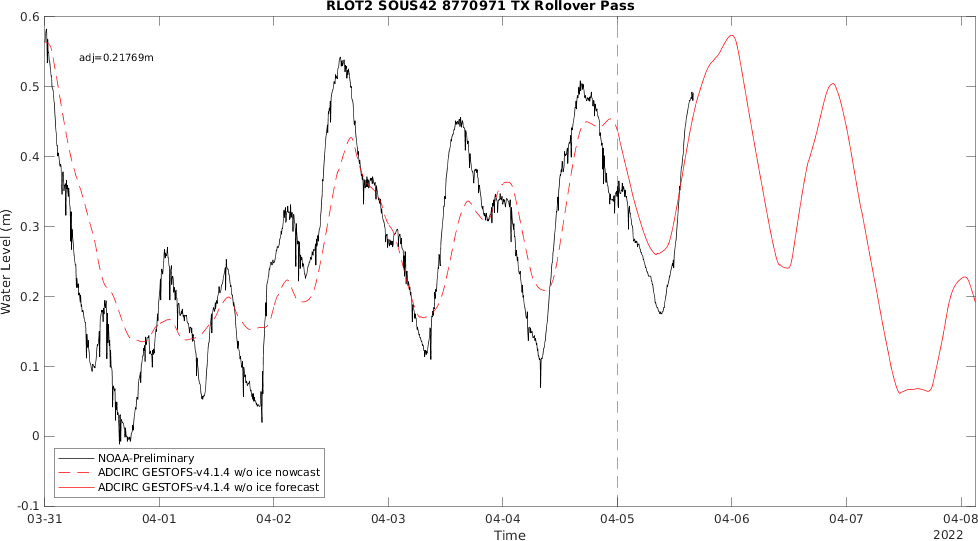 RLOT2 SOUS42 8770971 TX Rollover Pass
adj=0.21769m
0.6
0.5
0.4
0.3
0.2
0.1
0
-0.1
Water Level (m)
NOAA-Preliminary
ADCIRC GESTOFS-v4.1.4 w/o ice nowcast
ADCIRC GESTOFS-v4.1.4 w/o ice forecast
03-31 04-01 04-02 04-03 04-04 04-05 04-06 04-07 04-08
Time
2022